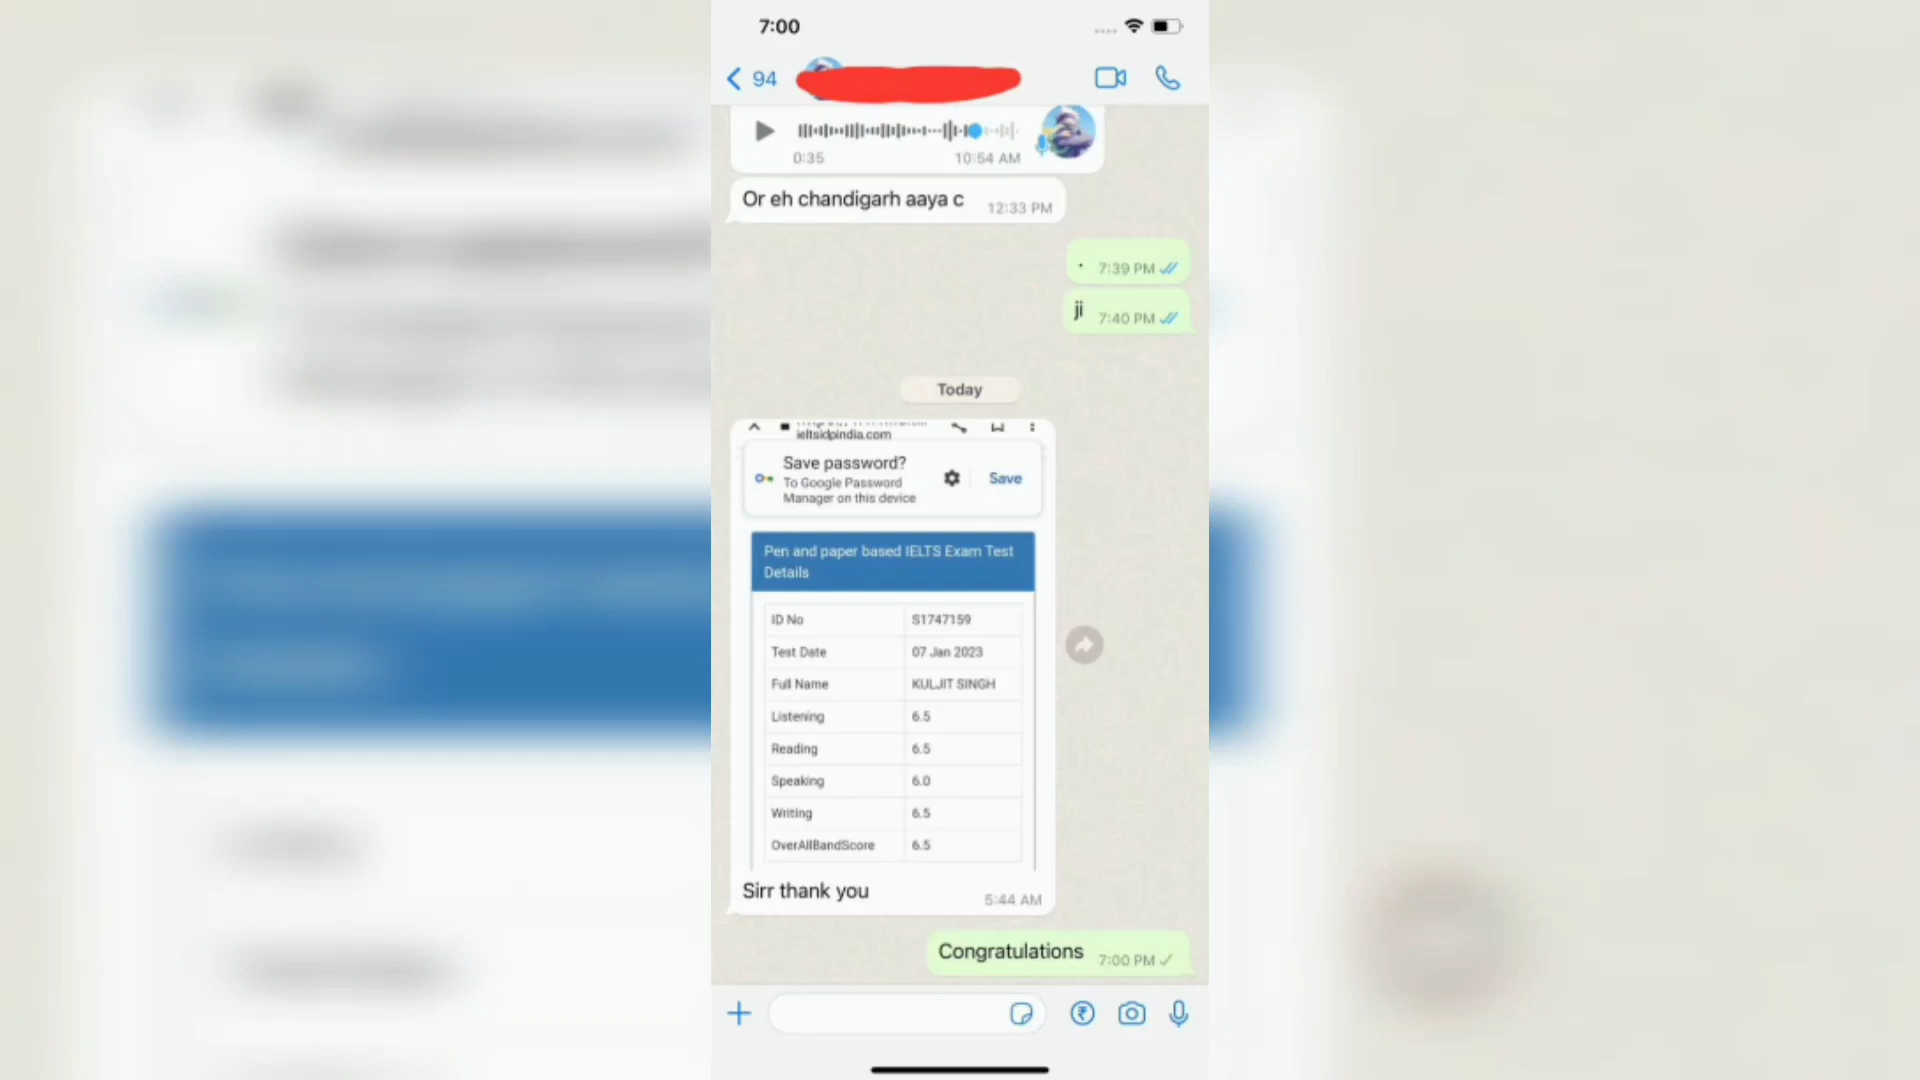 7:00
94
0:35
10:54 AM
Or eh chandigarh aaya c
12:33 PM
. 7:39 PM
ji 7:40 PM
Today
ieltsidpindia.com
Save password?
To Google Password
Manager on this device
Save
Pen and paper based IELTS Exam Test
Details
ID No S1747159
Test Date 07 Jan 2023
Full Name KULJIT SINGH
Listening 6.5
Reading 6.5
Speaking 6.0
Writing 6.5
OverAllBandScore 6.5
Sirr thank you
5:44 AM
Congratulations 7:00 PM